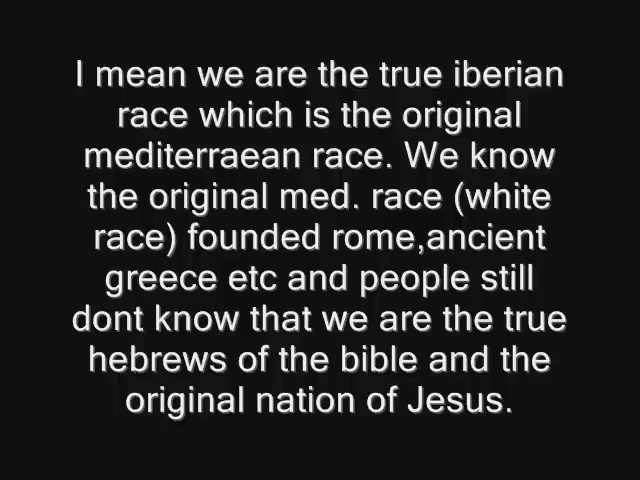 I mean we are the true iberian
race which is the original
mediterraean race. We know
the original med. race (white
race) founded rome,ancient
greece etc and people still
dont know that we are the true
hebrews of the bible and the
original nation of Jesus.